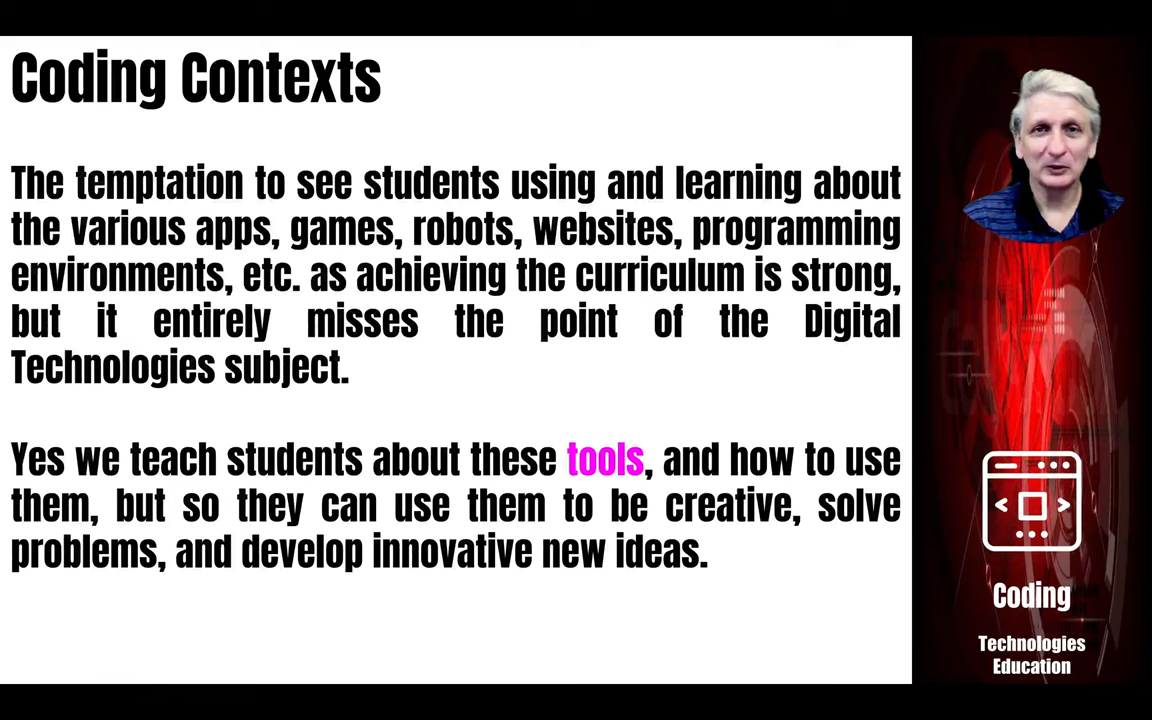 Coding Contexts
The temptation to see students using and learning about
the various apps, games, robots, websites, programming
environments, etc. as achieving the curriculum is strong,
but it entirely misses the point of the Digital
Technologies subject.
Yes we teach students about these tools, and how to use
them, but so they can use them to be creative, solve
problems, and develop innovative new ideas.
Coding
Technologies
Education